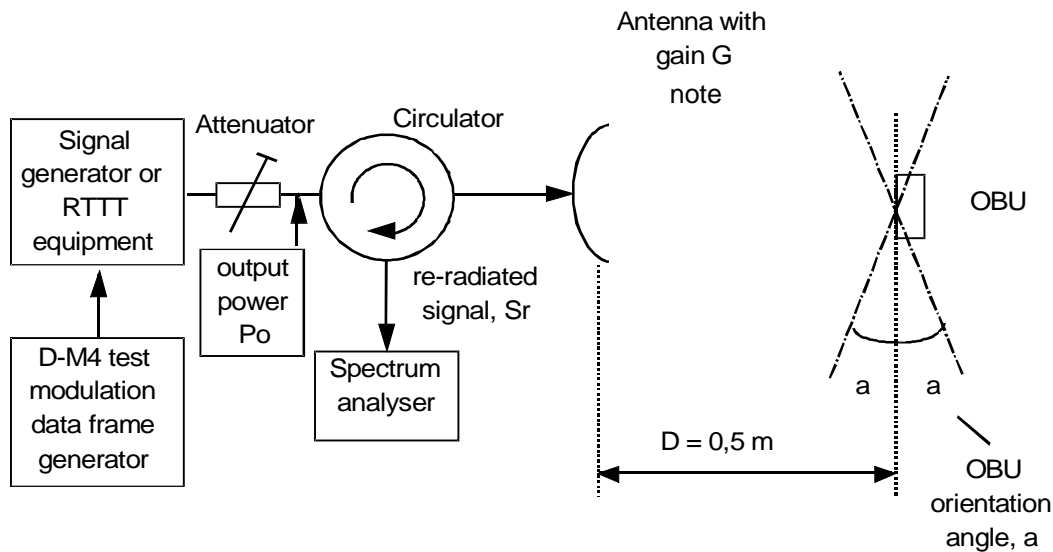 Antenna with
gain G
note
Attenuator
Circulator
Signal
generator or
RTTT
equipment
OBU
output
power
Po
re-radiated
signal, Sr
D-M4 test
modulation
data frame
generator
Spectrum
analyser
a
a
D = 0,5 m
OBU
orientation
angle, a